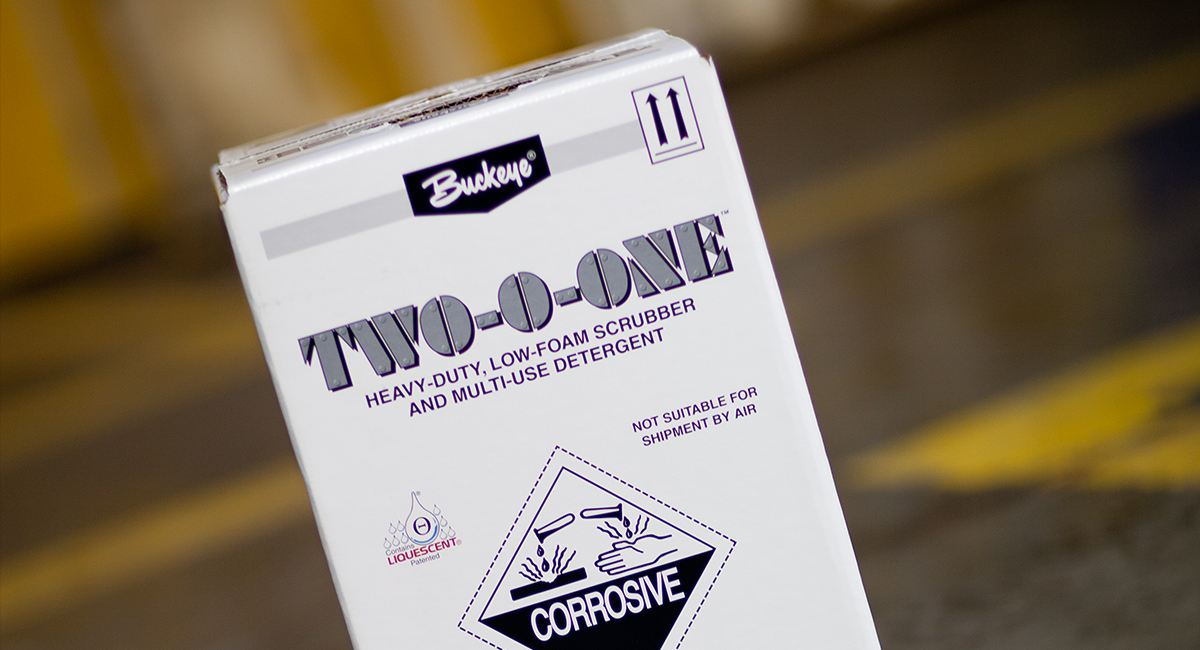 Buckeye®
TWO-O-ONE™
HEAVY-DUTY, LOW-FOAM SCRUBBER
AND MULTI-USE DETERGENT
NOT SUITABLE FOR
SHIPMENT BY AIR
Θ
Contains
LIQUESCENT®
Patented
CORROSIVE